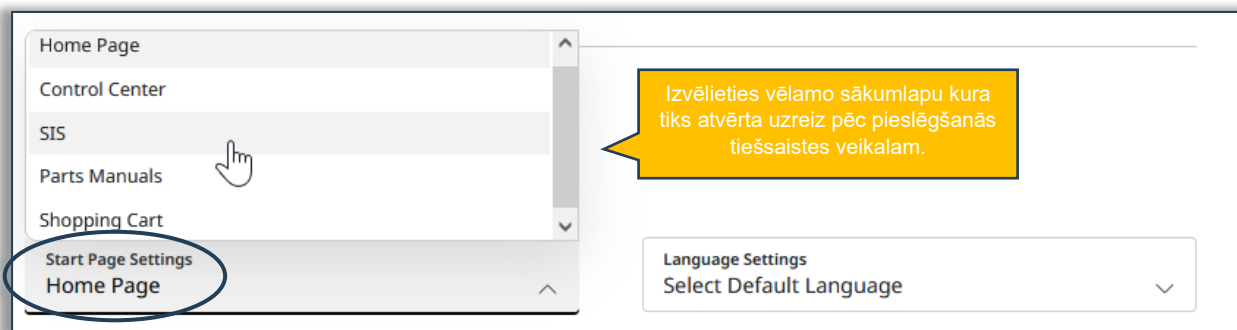 Home Page
Control Center
SIS
Parts Manuals
Shopping Cart
Izvēlieties vēlamo sākumlapu kura
tiks atvērta uzreiz pēc pieslēgšanās
tiešsaistes veikalam.
Start Page Settings
Home Page
Language Settings
Select Default Language